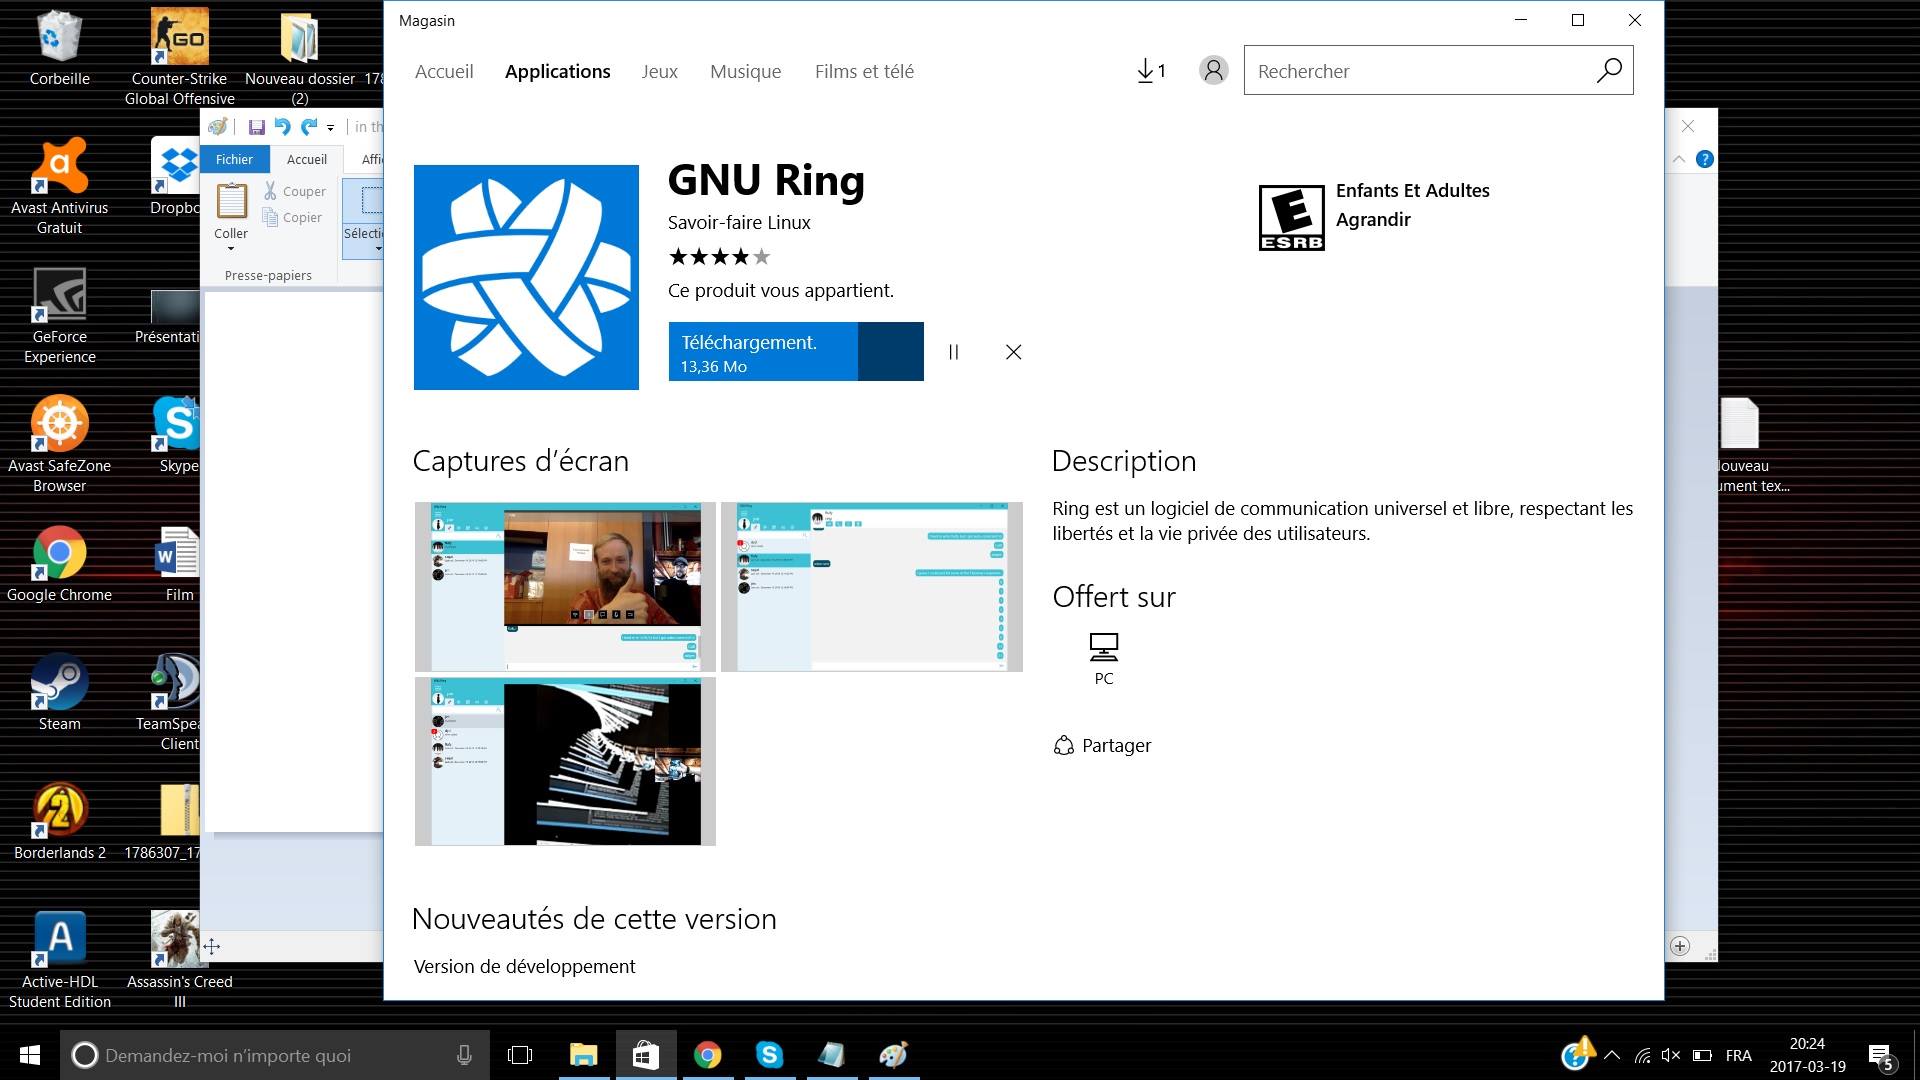 Magasin
Accueil
Applications
Jeux
Musique
Films et télé
1
Rechercher
GNU Ring
Savoir-faire Linux
Ce produit vous appartient.
Téléchargement.
13,36 Mo
E
ESRB
Enfants Et Adultes
Agrandir
Captures d’écran
Description
Ring est un logiciel de communication universel et libre, respectant les
libertés et la vie privée des utilisateurs.
Offert sur
PC
Partager
Nouveautés de cette version
Version de développement
in th
Fichier
Accueil
Affi
Coller
Couper
Copier
Sélecti
Presse-papiers
Corbeille
Counter-Strike
Global Offensive
GO
Nouveau dossier
(2)
178
Avast Antivirus
Gratuit
Dropbo
GeForce
Experience
Présentati
Avast SafeZone
Browser
Skype
Google Chrome
Film
Steam
TeamSpea
Client
Borderlands 2
1786307_17
Active-HDL
Student Edition
Assassin's Creed
III
ouveau
ument tex...
Demandez-moi n’importe quoi
FRA
20:24
2017-03-19
5